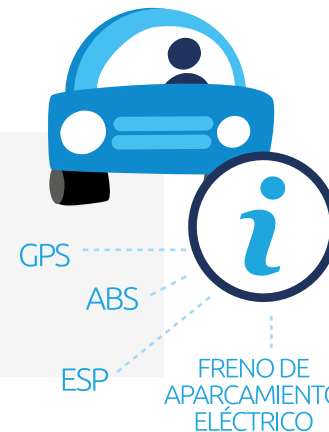 GPS
ABS
ESP
FRENO DE
APARCAMIENTO
ELÉCTRICO